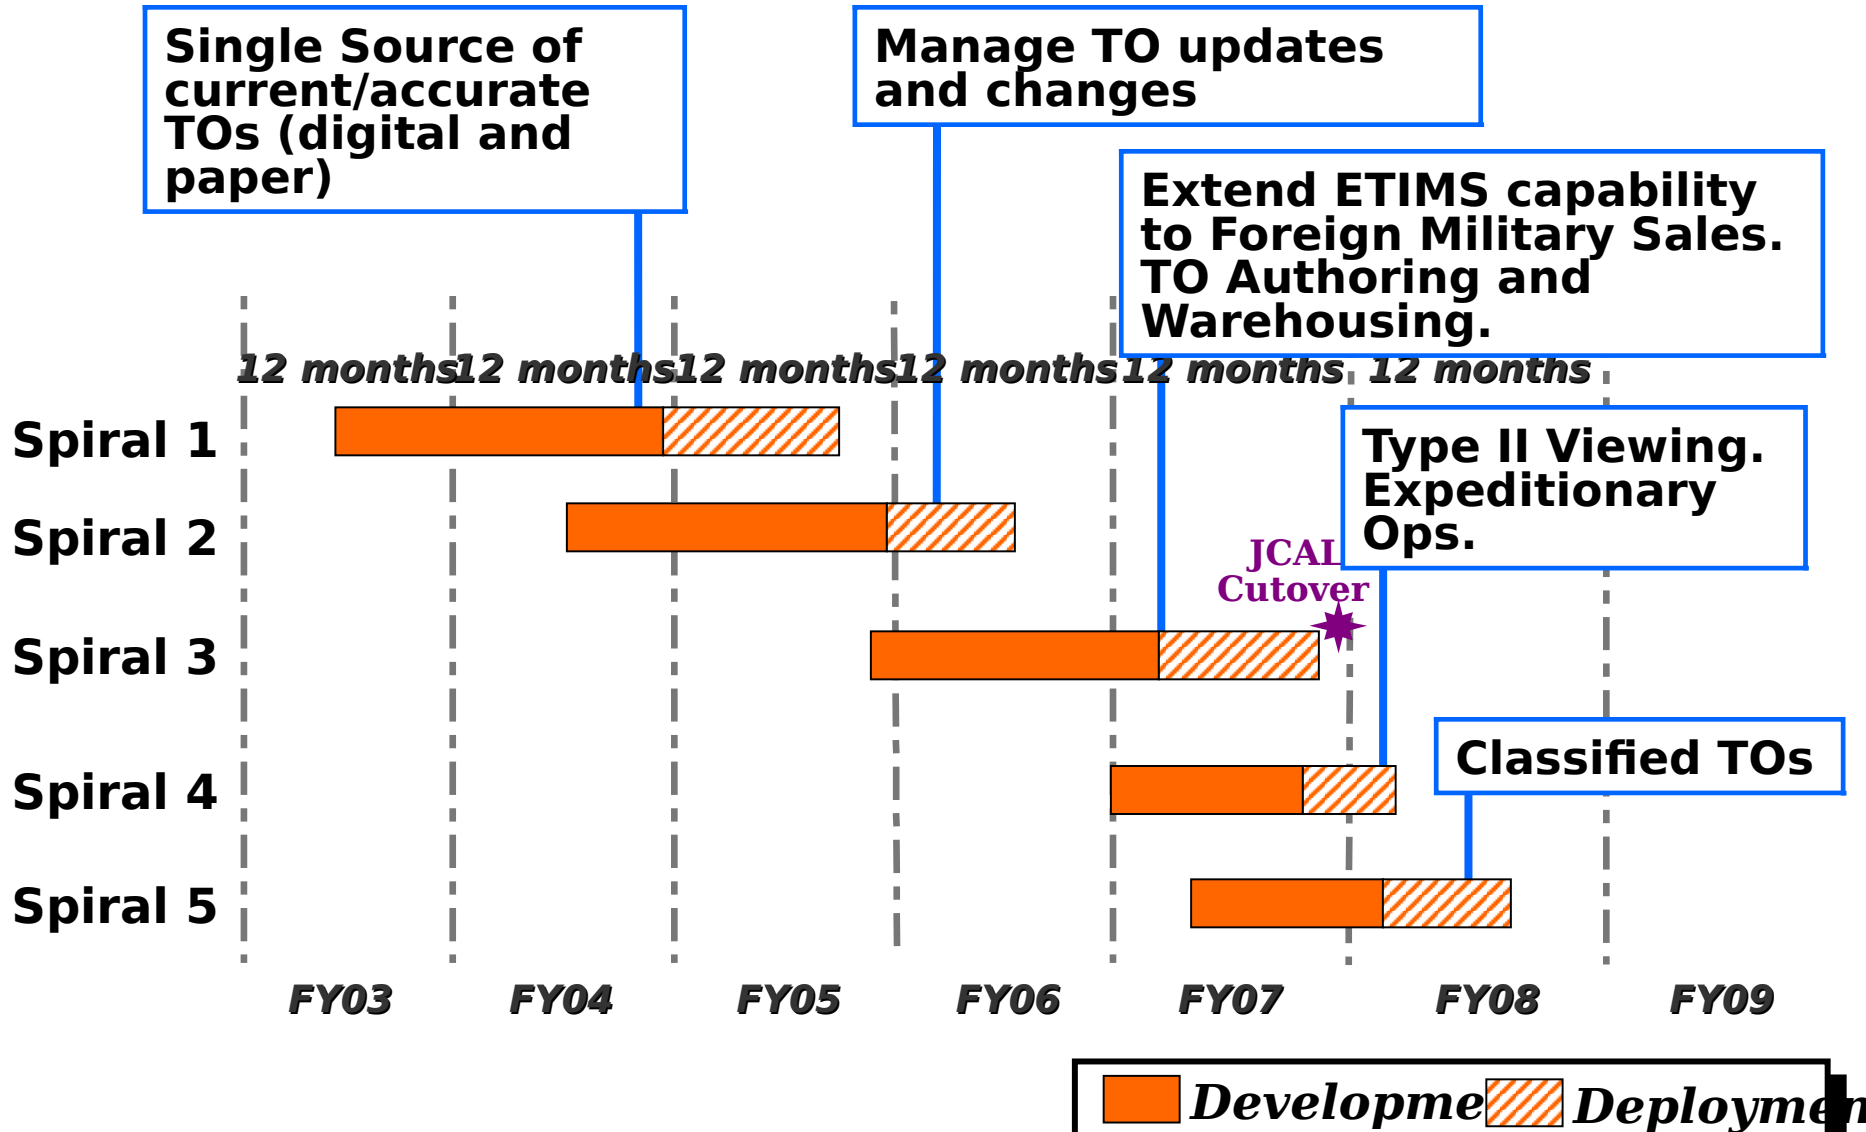 Single Source of
current/accurate
TOs (digital and
paper)
Manage TO updates
and changes
Extend ETIMS capability
to Foreign Military Sales.
TO Authoring and
Warehousing.
12 months 12 months 12 months 12 months 12 months 12 months
Spiral 1
Type II Viewing.
Expeditionary
Ops.
Spiral 2
JCAL
Cutover
Spiral 3
Classified TOs
Spiral 4
Spiral 5
FY03 FY04 FY05 FY06 FY07 FY08 FY09
Developme Deploymen